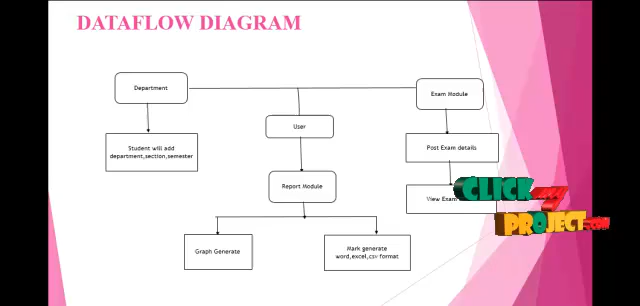 DATAFLOW DIAGRAM
Department
Exam Module
User
Student will add
department,section,semester
Post Exam details
Report Module
View Exam
CLICK
MY
PROJECT.COM
Graph Generate
Mark generate
word,excel,csv format